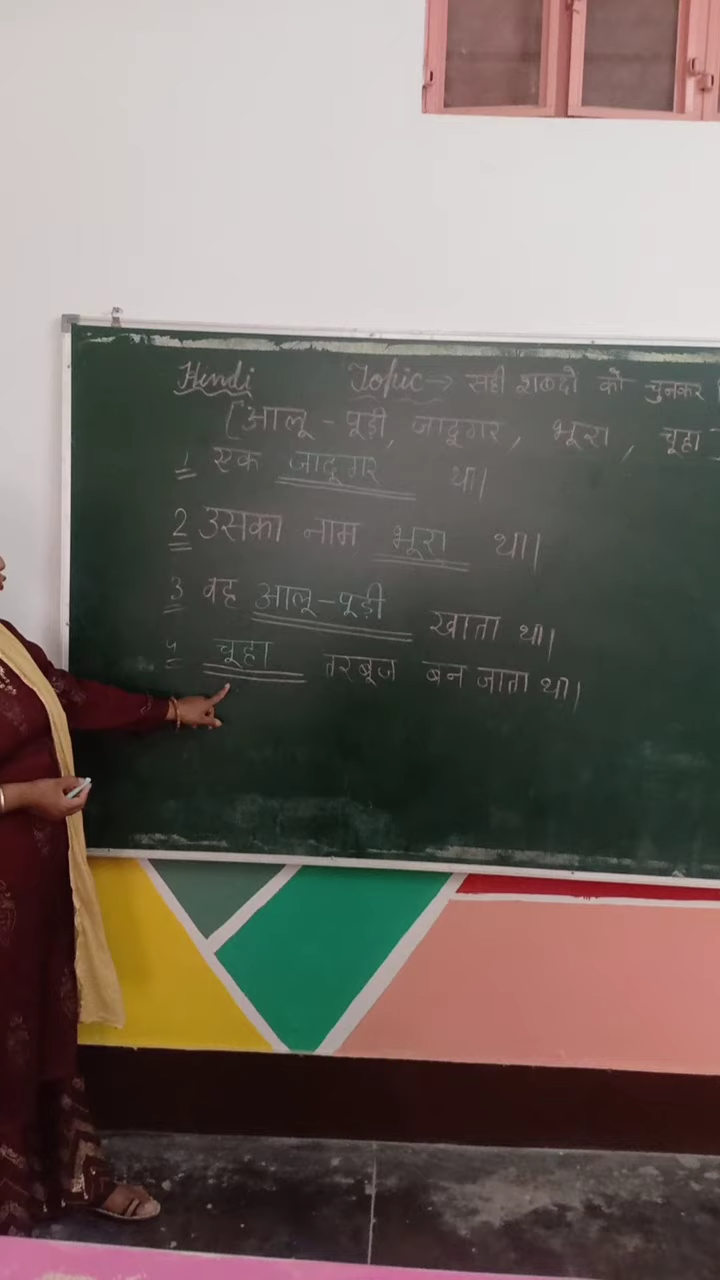 Hindi Topic → सही शब्दो को चुनकर
[आलू - पूड़ी, जादूगर, भूरा, चूहा
1 एक जादूगर था।
2 उसका नाम भूरा था।
3 वह आलू-पूड़ी खाता था।
4 चूहा तरबूज बन जाता था।